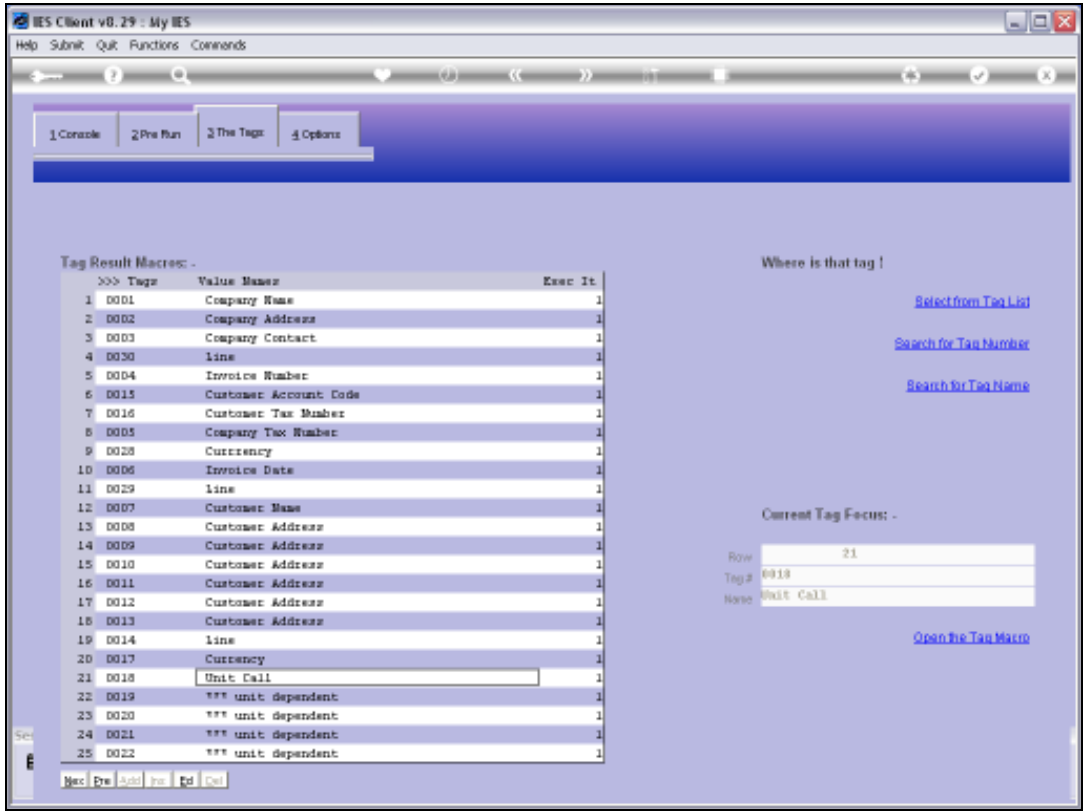 IES Client v8.29 : My IES
Help Submit Quit Functions Commands
1 Console 2 Pre Run 3 The Tags 4 Options
Tag Result Macros: -
>>> Tags Value Names Exec It
1 0001 Company Name 1
2 0002 Company Address 1
3 0003 Company Contact 1
4 0030 line 1
5 0004 Invoice Number 1
6 0015 Customer Account Code 1
7 0016 Customer Tax Number 1
8 0005 Company Tax Number 1
9 0028 Currrency 1
10 0006 Invoice Date 1
11 0029 line 1
12 0007 Customer Name 1
13 0008 Customer Address 1
14 0009 Customer Address 1
15 0010 Customer Address 1
16 0011 Customer Address 1
17 0012 Customer Address 1
18 0013 Customer Address 1
19 0014 line 1
20 0017 Currency 1
21 0018 Unit Call 1
22 0019 *** unit dependent 1
23 0020 *** unit dependent 1
24 0021 *** unit dependent 1
25 0022 *** unit dependent 1
Nex Pre Add Ins Ed Del
Where is that tag !
Select from Tag List
Search for Tag Number
Search for Tag Name
Current Tag Focus: -
Row 21
Tag # 0018
Name Unit Call
Open the Tag Macro